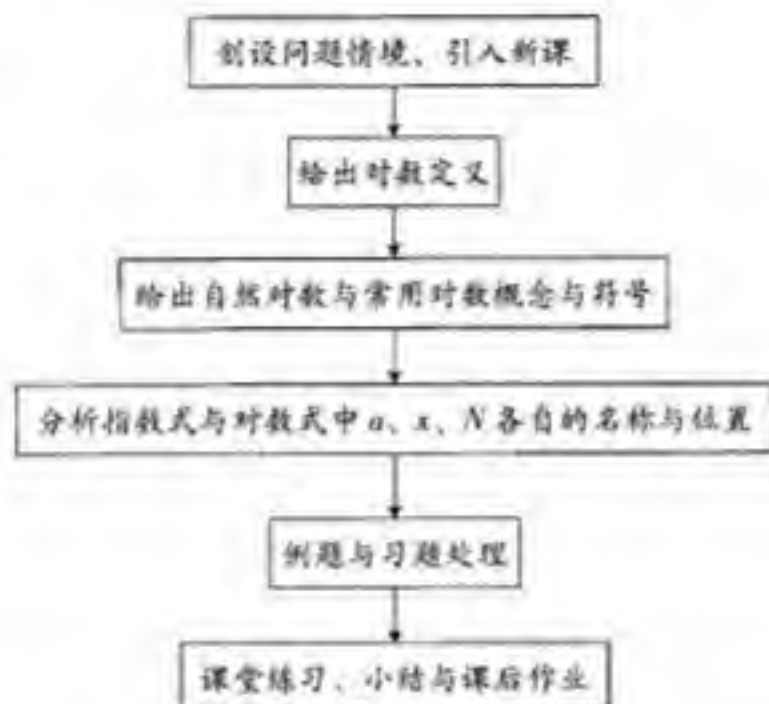 创设问题情境、引入新课
给出对数定义
给出自然对数与常用对数概念与符号
分析指数式与对数式中 a、x、N 各自的名称与位置
例题与习题处理
课堂练习、小结与课后作业